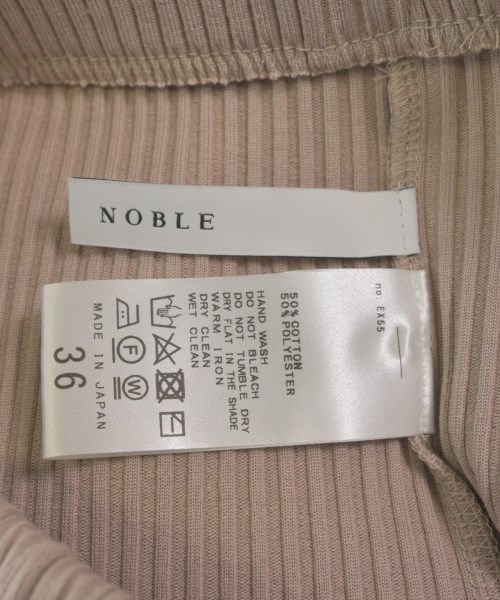 NOBLE
no. EX55
50% COTTON
50% POLYESTER
HAND WASH
DO NOT BLEACH
DO NOT TUMBLE DRY
DRY FLAT IN THE SHADE
WARM IRON
DRY CLEAN
WET CLEAN
F W
MADE IN JAPAN
36